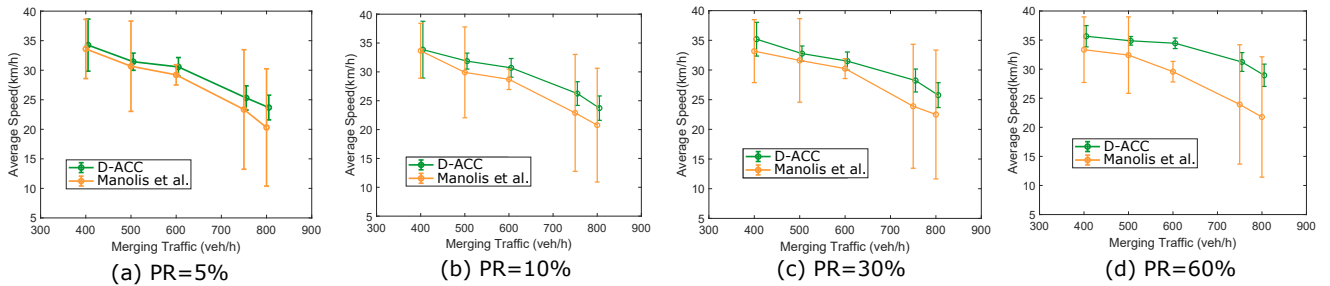 40
35
30
25
20
15
10
5
Average Speed(km/h)
D-ACC
Manolis et al.
300 400 500 600 700 800 900
Merging Traffic (veh/h)
(a) PR=5%
40
35
30
25
20
15
10
5
Average Speed(km/h)
D-ACC
Manolis et al.
300 400 500 600 700 800 900
Merging Traffic (veh/h)
(b) PR=10%
40
35
30
25
20
15
10
5
Average Speed(km/h)
D-ACC
Manolis et al.
300 400 500 600 700 800 900
Merging Traffic (veh/h)
(c) PR=30%
40
35
30
25
20
15
10
5
Average Speed(km/h)
D-ACC
Manolis et al.
300 400 500 600 700 800 900
Merging Traffic (veh/h)
(d) PR=60%